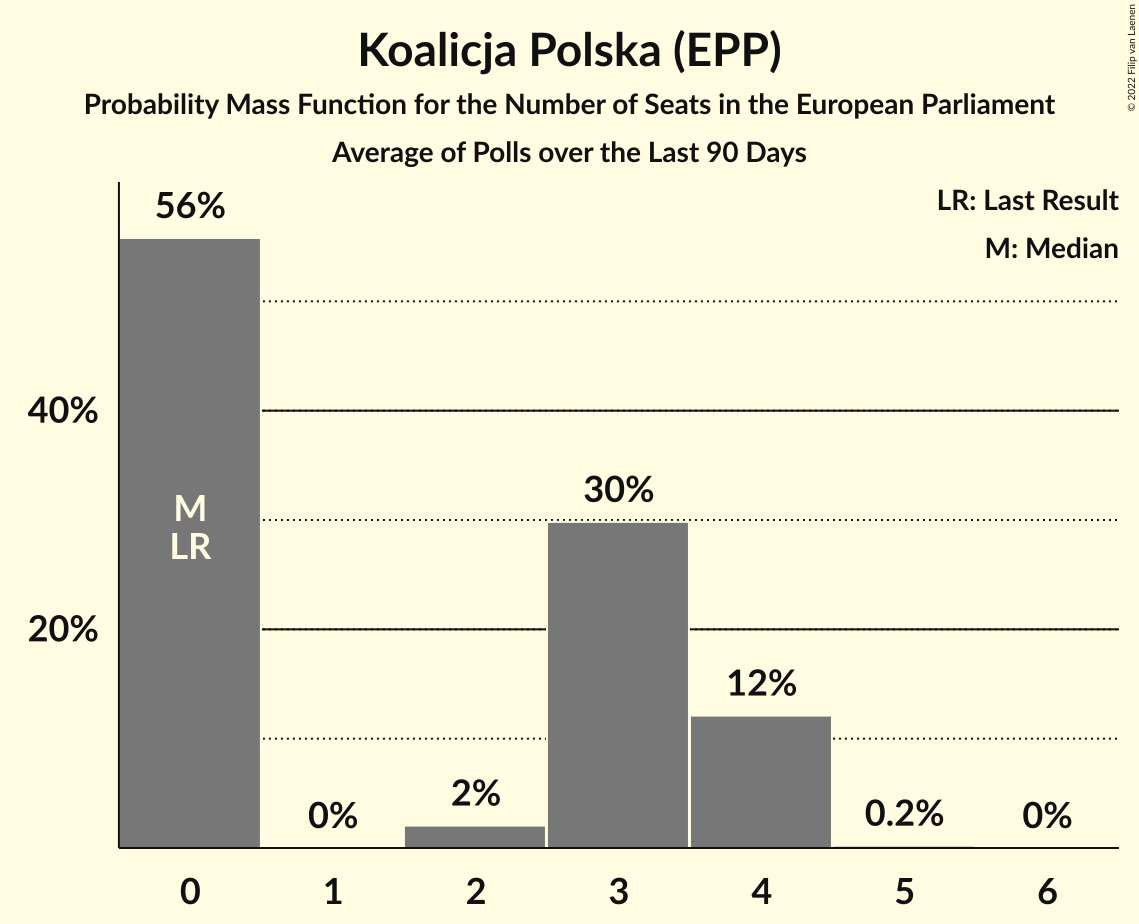 Koalicja Polska (EPP)
Probability Mass Function for the Number of Seats in the European Parliament
Average of Polls over the Last 90 Days
© 2022 Filip van Laenen
LR: Last Result
M: Median
56%
40%
M
LR
30%
20%
12%
2%
0%
0.2%
0%
0 1 2 3 4 5 6